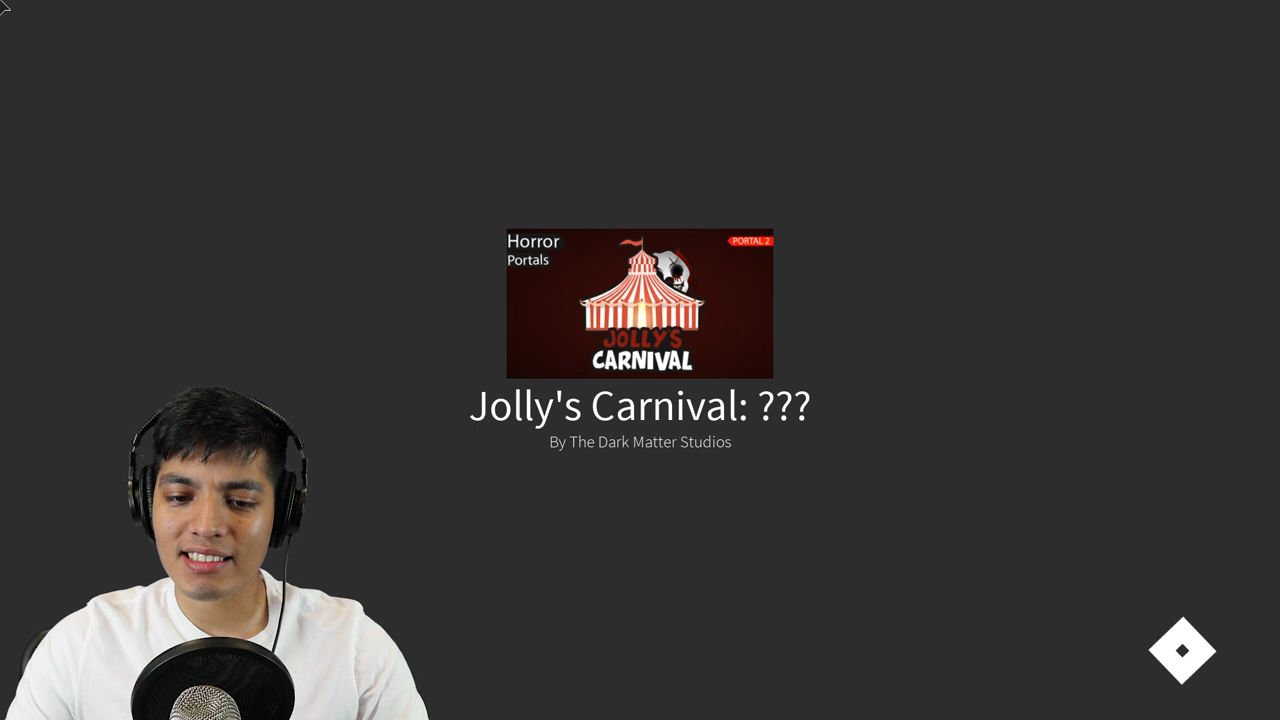 Horror
Portals
PORTAL 2
JOLLY'S
CARNIVAL
Jolly's Carnival: ???
By The Dark Matter Studios